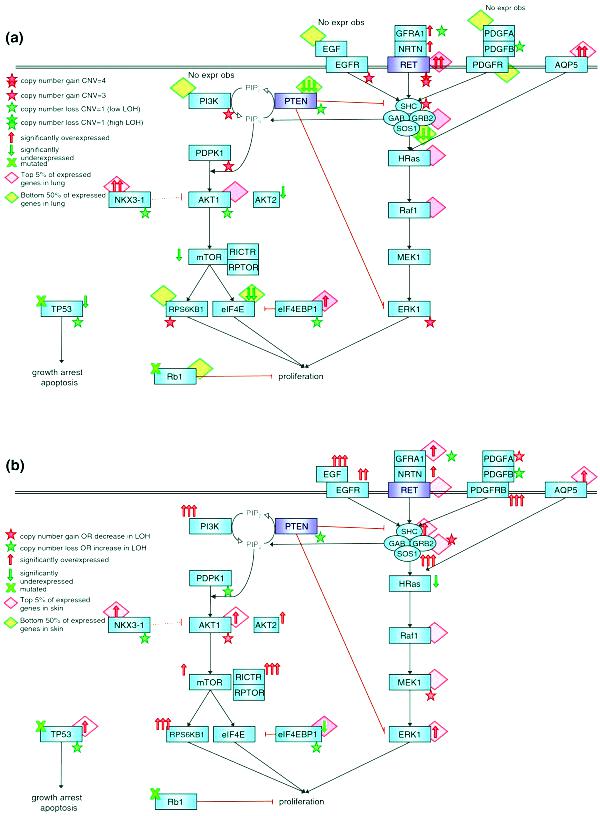 (a)
No expr obs
No expr obs
EGF
EGFR
GFRA1
NRTN
RET
PDGFA
PDGFB
PDGFR
AQP5
copy number gain CNV=4
copy number gain CNV=3
copy number loss CNV=1 (low LOH)
copy number loss CNV=1 (high LOH)
significantly overexpressed
significantly
underexpressed
mutated
Top 5% of expressed
genes in lung
Bottom 50% of expressed
genes in lung
No expr obs
PI3K
PIP
PIP
PTEN
SHC
GAB
GRB2
SOS1
HRas
PDPK1
NKX3-1
AKT1
AKT2
Raf1
mTOR
RICTR
RPTOR
MEK1
TP53
RPS6KB1
eIF4E
eIF4EBP1
ERK1
growth arrest
apoptosis
Rb1
proliferation
(b)
EGF
EGFR
GFRA1
NRTN
RET
PDGFA
PDGFB
PDGFRB
AQP5
copy number gain OR decrease in LOH
copy number loss OR increase in LOH
significantly overexpressed
significantly
underexpressed
mutated
Top 5% of expressed
genes in skin
Bottom 50% of expressed
genes in skin
PI3K
PIP
PIP
PTEN
SHC
GAB
GRB2
SOS1
HRas
PDPK1
NKX3-1
AKT1
AKT2
Raf1
mTOR
RICTR
RPTOR
MEK1
TP53
RPS6KB1
eIF4E
eIF4EBP1
ERK1
growth arrest
apoptosis
Rb1
proliferation